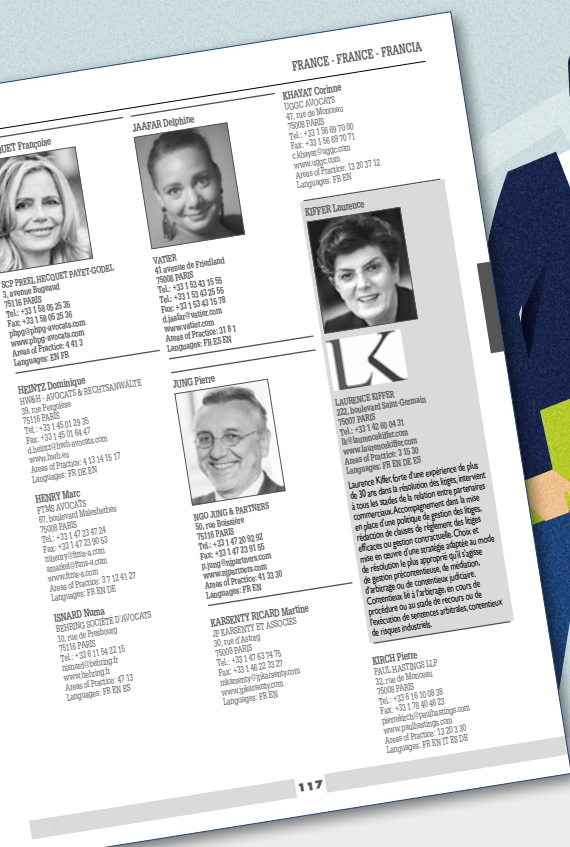 FRANCE - FRANCE - FRANCIA
QUET Françoise
SCP PREEL HECQUET PAYET-GODEL
3, avenue Bugeaud
75116 PARIS
Tel.: +33 1 58 05 25 35
Fax: +33 1 58 05 25 36
phpg@phpg-avocats.com
www.phpg-avocats.com
Areas of Practice: 4 41 3
Languages: EN FR
HEINTZ Dominique
HW&H - AVOCATS & RECHTSANWÄLTE
39, rue Pergolèse
75116 PARIS
Tel.: +33 1 45 01 29 35
Fax: +33 1 45 01 64 47
d.heintz@hwh-avocats.com
www.hwh.eu
Areas of Practice: 4 13 14 15 17
Languages: FR DE EN
HENRY Marc
FTMS AVOCATS
67, boulevard Malesherbes
75008 PARIS
Tel.: +33 1 47 23 47 24
Fax: +33 1 47 23 90 53
mhenry@ftms-a.com
amarkel@ftms-a.com
www.ftms-a.com
Areas of Practice: 3 7 12 41 27
Languages: FR EN DE
ISNARD Numa
BEHRING SOCIÉTÉ D'AVOCATS
10, rue de Presbourg
75116 PARIS
Tel.: +33 6 11 54 22 15
nisnard@behring.fr
www.behring.fr
Areas of Practice: 47 13
Languages: FR EN ES
JAAFAR Delphine
VATIER
41 avenue de Friedland
75008 PARIS
Tel.: +33 1 53 43 15 55
Tel.: +33 1 53 43 25 55
Fax: +33 1 53 43 15 78
d.jaafar@vatier.com
www.vatier.com
Areas of Practice: 31 8 1
Languages: FR ES EN
JUNG Pierre
NGO JUNG & PARTNERS
50, rue Boissière
75116 PARIS
Tel.: +33 1 47 20 92 92
Fax: +33 1 47 23 91 55
p.jung@njpartners.com
www.njpartners.com
Areas of Practice: 41 33 30
Languages: FR EN
KARSENTY RICARD Martine
JP KARSENTY ET ASSOCIES
30, rue d'Astorg
75008 PARIS
Tel.: +33 1 47 63 74 75
Fax: +33 1 46 22 33 27
mkarsenty@jpkarsenty.com
www.jpkarsenty.com
Languages: FR EN
KHAYAT Corinne
UGGC AVOCATS
47, rue de Monceau
75008 PARIS
Tel.: +33 1 56 69 70 00
Fax: +33 1 56 69 70 71
c.khayat@uggc.com
www.uggc.com
Areas of Practice: 13 20 37 12
Languages: FR EN
KIFFER Laurence
LK
LAURENCE KIFFER
222, boulevard Saint-Germain
75007 PARIS
Tel.: +33 1 42 60 04 31
lk@laurencekiffer.com
www.laurencekiffer.com
Areas of Practice: 3 15 30
Languages: FR EN DE ES
Laurence Kiffer, forte d'une expérience de plus
de 30 ans dans la résolution des litiges, intervient
à tous les stades de la relation entre partenaires
commerciaux. Accompagnement dans la mise
en place d'une politique de gestion des litiges,
rédaction de clauses de règlement des litiges
efficaces ou gestion contractuelle. Choix et
mise en œuvre d'une stratégie adaptée au mode
de résolution le plus approprié qu'il s'agisse
de gestion précontentieuse, de médiation,
d'arbitrage ou de contentieux judiciaire.
Contentieux lié à l'arbitrage, en cours de
procédure ou au stade de recours ou de
l'exécution de sentences arbitrales, contentieux
de risques industriels.
KIRCH Pierre
PAUL HASTINGS LLP
32, rue de Monceau
75008 PARIS
Tel.: +33 6 16 10 08 38
Fax: +33 1 78 40 46 23
pierrekirch@paulhastings.com
www.paulhastings.com
Areas of Practice: 13 20 3 30
Languages: FR EN IT ES DE
117